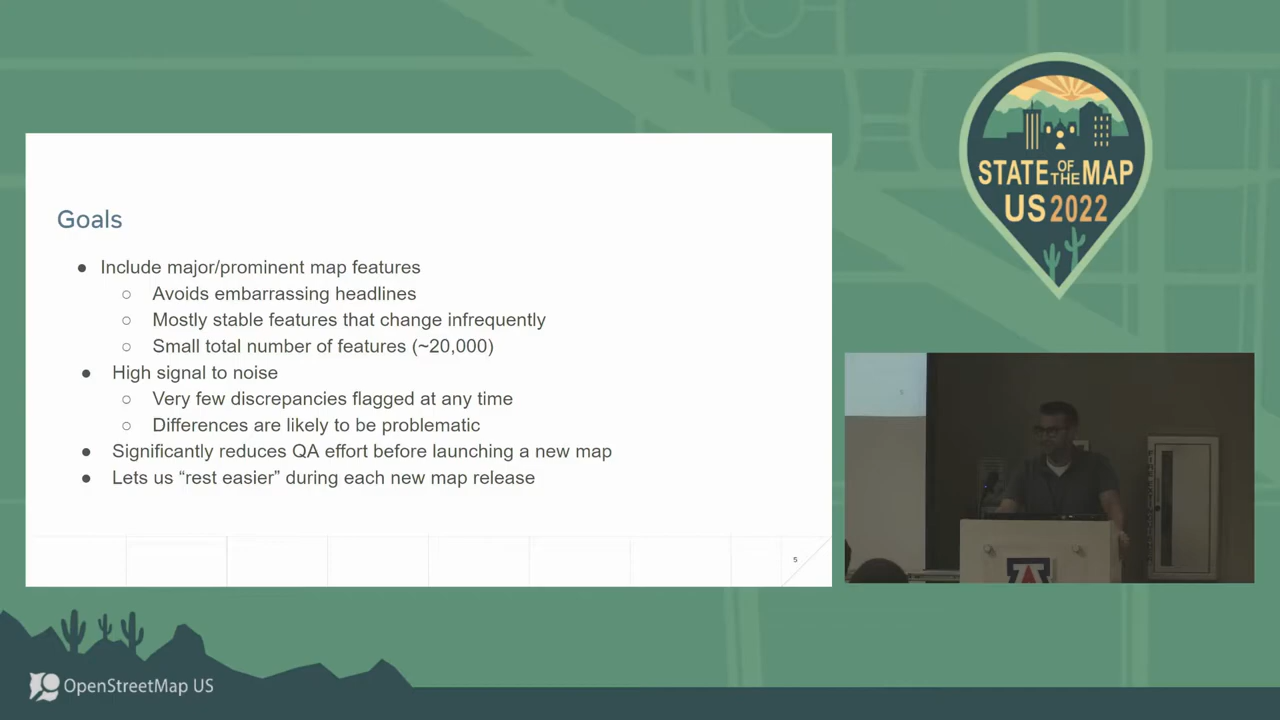 STATE OF THE MAP
US 2022
Goals
● Include major/prominent map features
○ Avoids embarrassing headlines
○ Mostly stable features that change infrequently
○ Small total number of features (~20,000)
● High signal to noise
○ Very few discrepancies flagged at any time
○ Differences are likely to be problematic
● Significantly reduces QA effort before launching a new map
● Lets us “rest easier” during each new map release
5
A
OpenStreetMap US